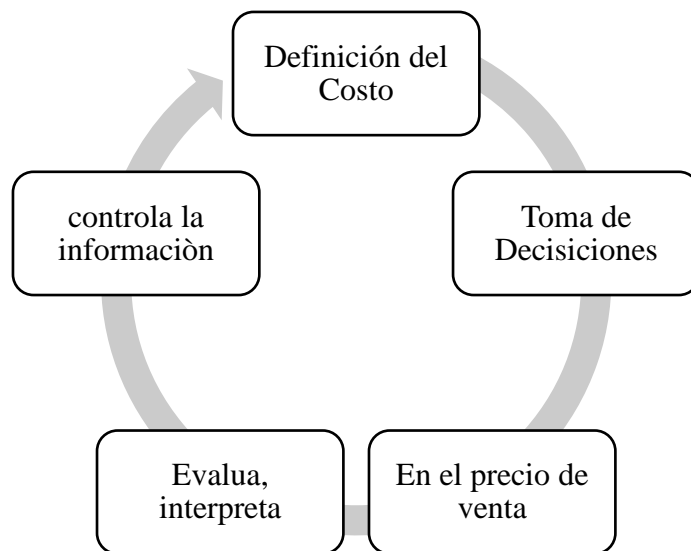 Definición del
Costo
Toma de
Decisiciones
En el precio de
venta
Evalua,
interpreta
controla la
informaciòn